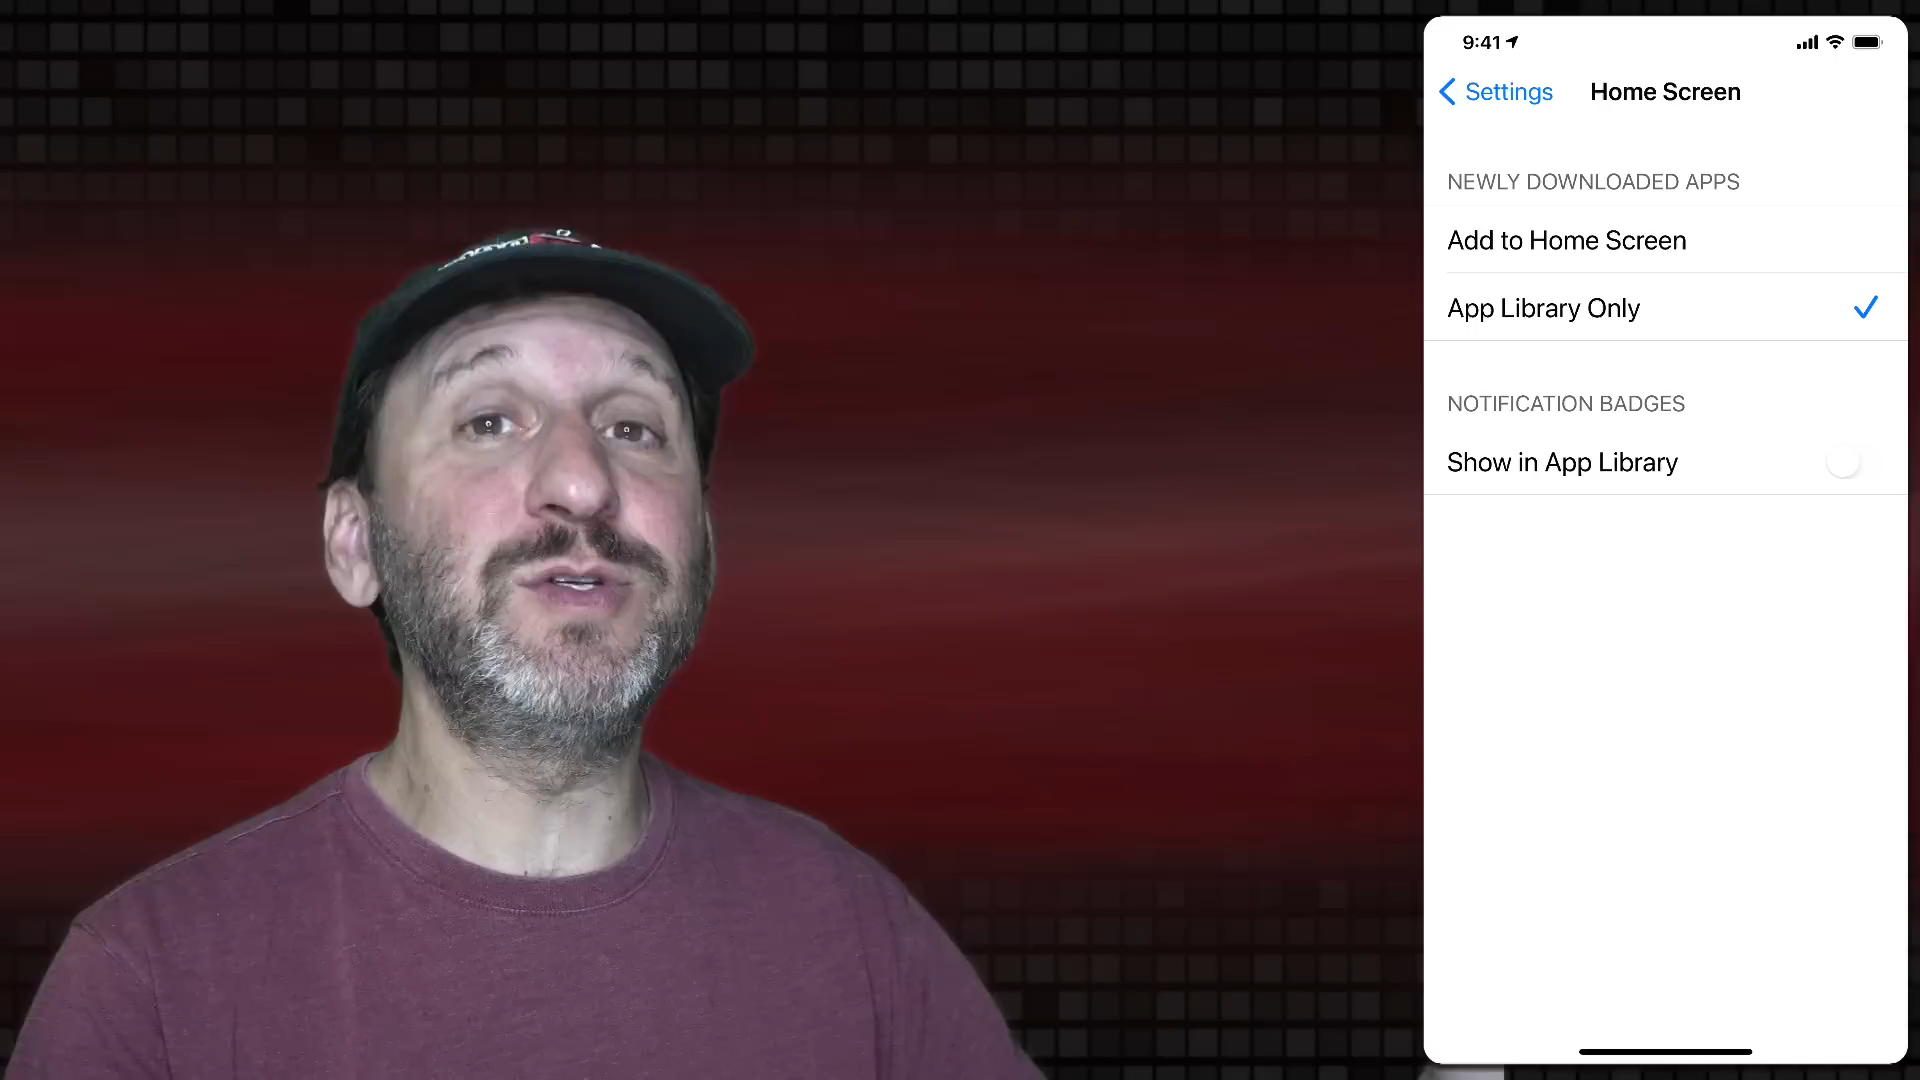 9:41
Settings
Home Screen
NEWLY DOWNLOADED APPS
Add to Home Screen
App Library Only
NOTIFICATION BADGES
Show in App Library